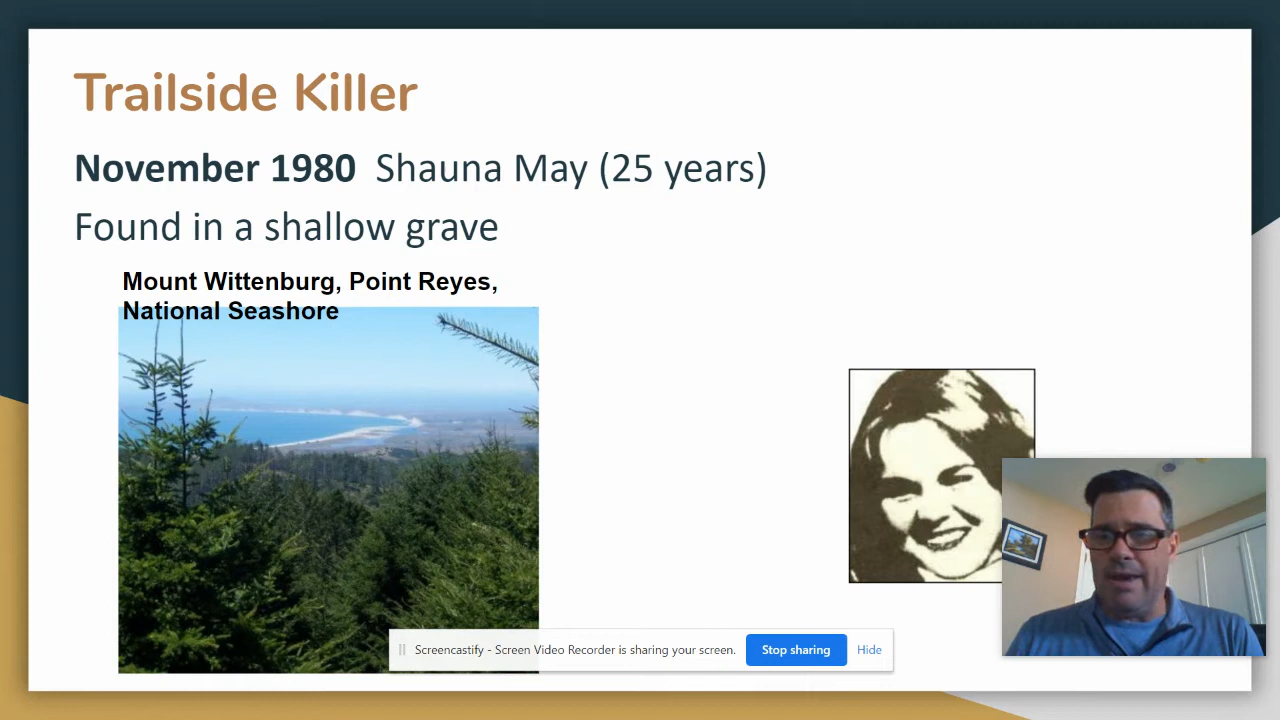 Trailside Killer
November 1980  Shauna May (25 years)
Found in a shallow grave
Mount Wittenburg, Point Reyes,
National Seashore
Screencastify - Screen Video Recorder is sharing your screen.
Stop sharing
Hide